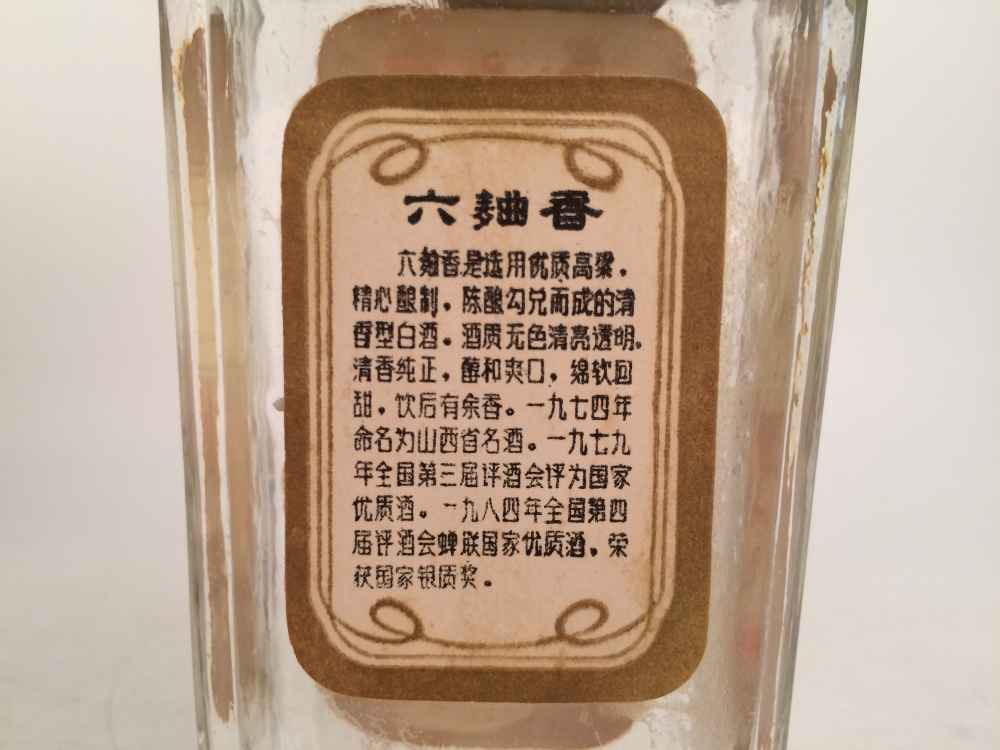 六麯香
六麯香是选用优质高粱，
精心酿制，陈酿勾兑而成的清
香型白酒。酒质无色清亮透明，
清香纯正，醇和爽口，绵软回
甜，饮后有余香。一九七四年
命名为山西省名酒。一九七九
年全国第三届评酒会评为国家
优质酒。一九八四年全国第四
届评酒会蝉联国家优质酒，荣
获国家银质奖。